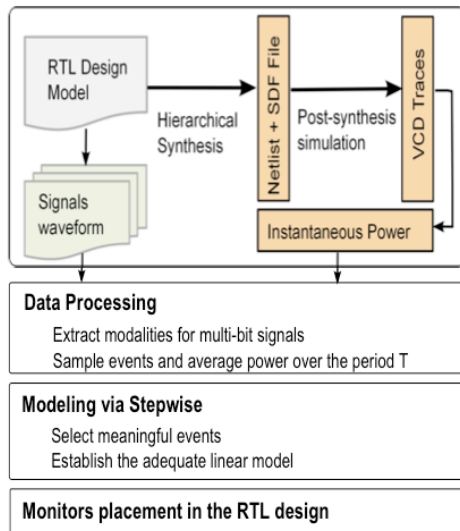 RTL Design
Model
Hierarchical
Synthesis
Netlist + SDF File
Post-synthesis
simulation
VCD Traces
Signals
waveform
Instantaneous Power
Data Processing
Extract modalities for multi-bit signals
Sample events and average power over the period T
Modeling via Stepwise
Select meaningful events
Establish the adequate linear model
Monitors placement in the RTL design